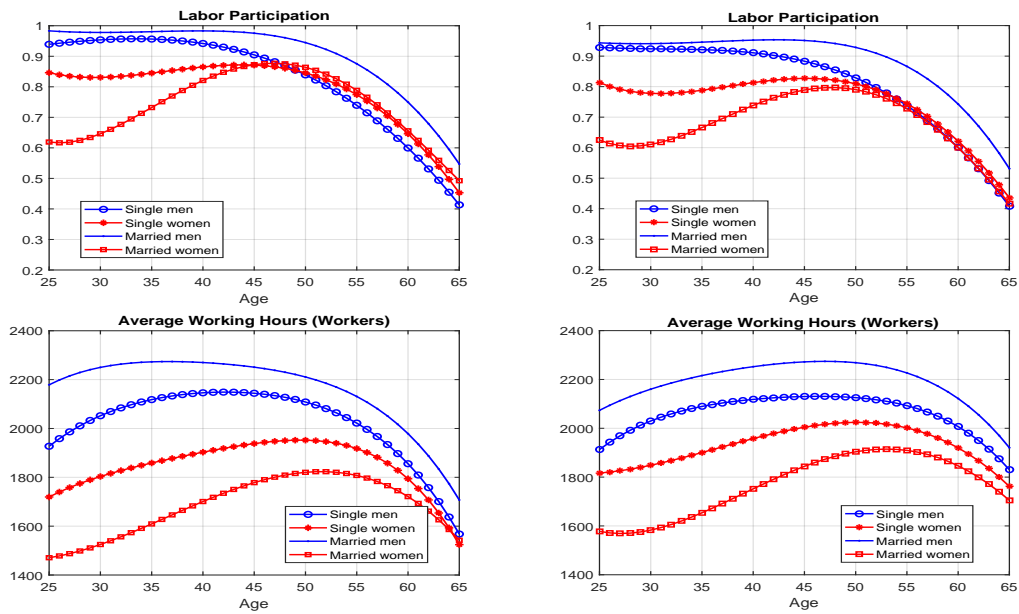 Labor Participation
1
0.9
0.8
0.7
0.6
0.5
0.4
0.3
0.2
Single men
Single women
Married men
Married women
25 30 35 40 45 50 55 60 65
Age
Labor Participation
1
0.9
0.8
0.7
0.6
0.5
0.4
0.3
0.2
Single men
Single women
Married men
Married women
25 30 35 40 45 50 55 60 65
Age
Average Working Hours (Workers)
2400
2200
2000
1800
1600
1400
Single men
Single women
Married men
Married women
25 30 35 40 45 50 55 60 65
Age
Average Working Hours (Workers)
2400
2200
2000
1800
1600
1400
Single men
Single women
Married men
Married women
25 30 35 40 45 50 55 60 65
Age